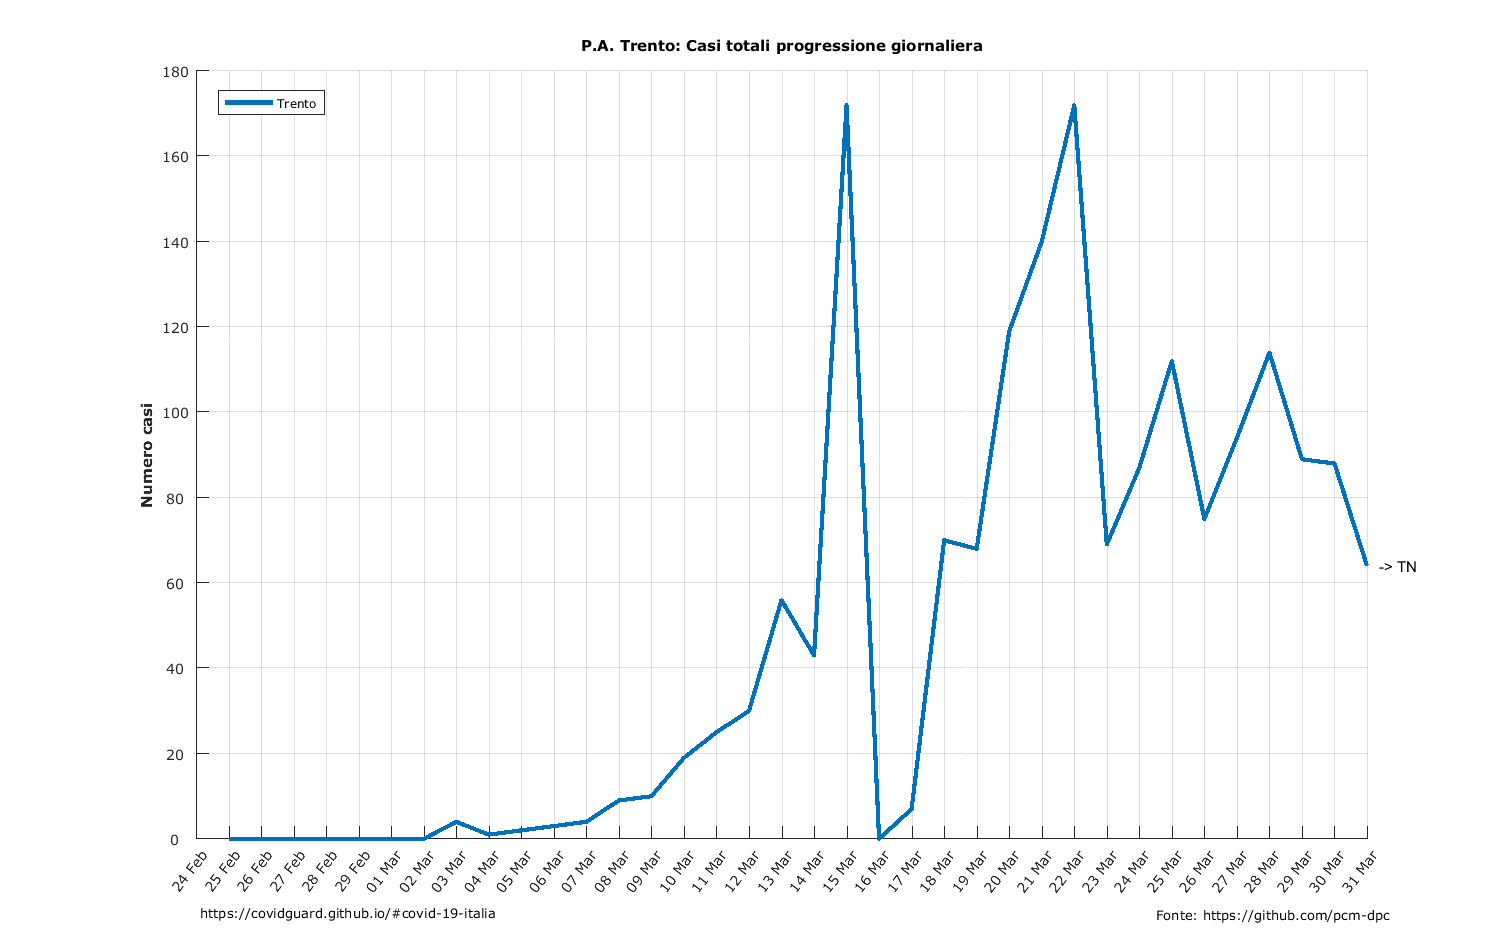 P.A. Trento: Casi totali progressione giornaliera
Trento
Numero casi
180
160
140
120
100
80
60
40
20
0
-> TN
24 Feb
25 Feb
26 Feb
27 Feb
28 Feb
29 Feb
01 Mar
02 Mar
03 Mar
04 Mar
05 Mar
06 Mar
07 Mar
08 Mar
09 Mar
10 Mar
11 Mar
12 Mar
13 Mar
14 Mar
15 Mar
16 Mar
17 Mar
18 Mar
19 Mar
20 Mar
21 Mar
22 Mar
23 Mar
24 Mar
25 Mar
26 Mar
27 Mar
28 Mar
29 Mar
30 Mar
31 Mar
https://covidguard.github.io/#covid-19-italia
Fonte: https://github.com/pcm-dpc